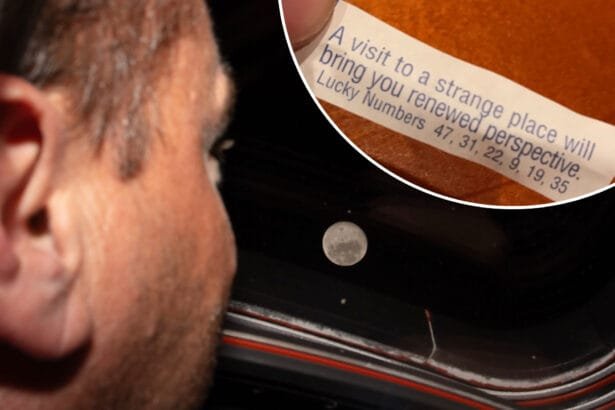 A visit to a strange place will
bring you renewed perspective.
Lucky Numbers 47, 31, 22, 9, 19, 35